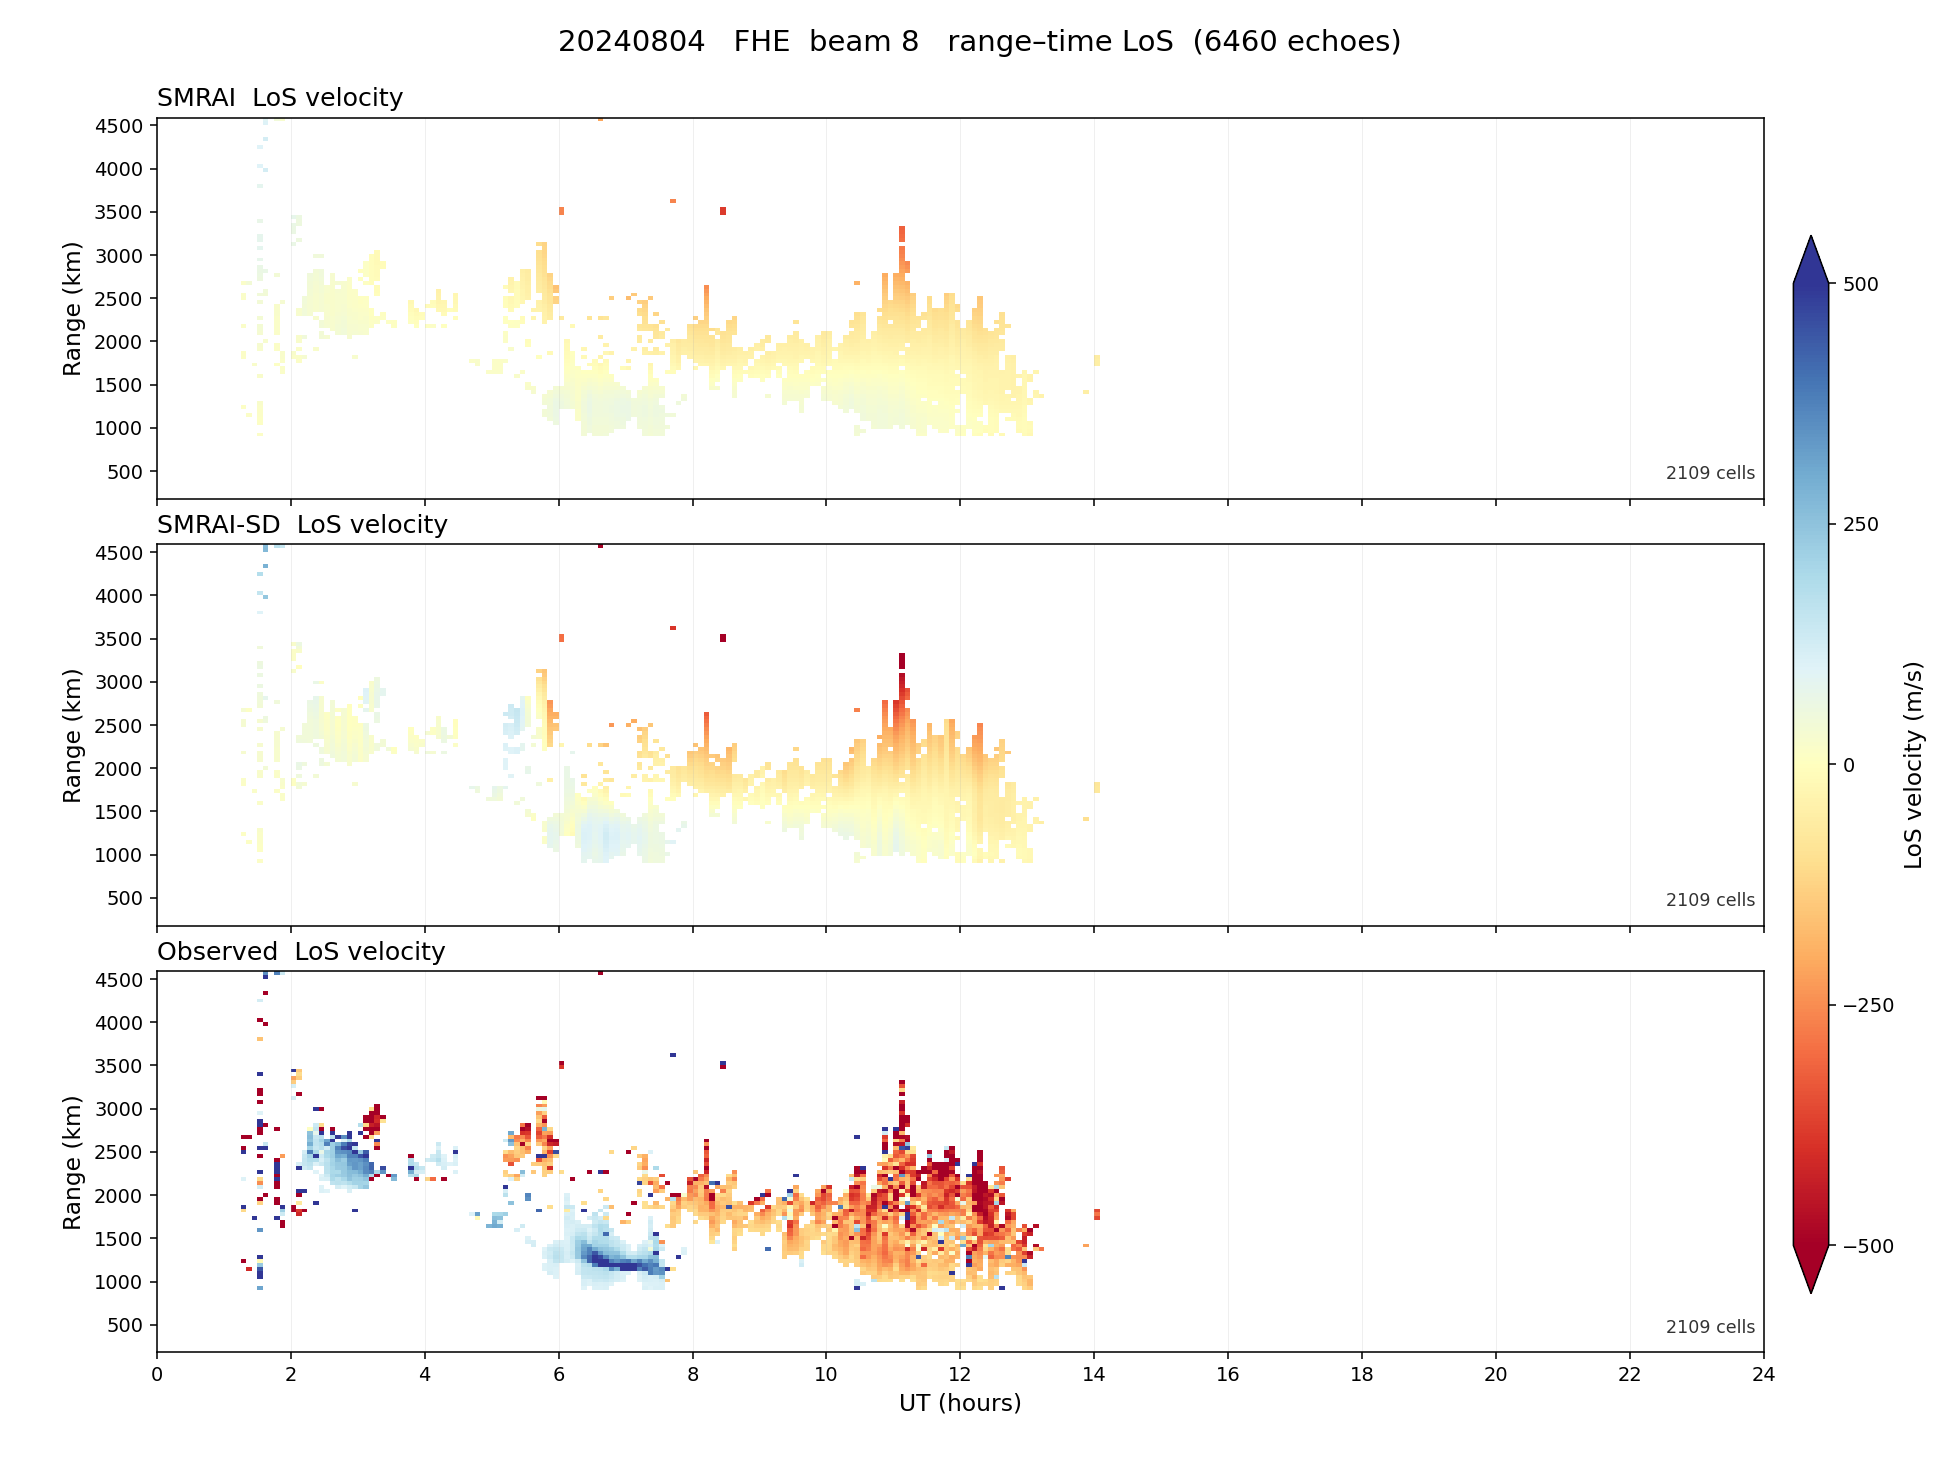 20240804   FHE  beam 8   range–time LoS  (6460 echoes)
SMRAI  LoS velocity
4500
4000
3500
3000
2500
2000
1500
1000
500
Range (km)
2109 cells
SMRAI-SD  LoS velocity
4500
4000
3500
3000
2500
2000
1500
1000
500
Range (km)
2109 cells
Observed  LoS velocity
4500
4000
3500
3000
2500
2000
1500
1000
500
Range (km)
2109 cells
0 2 4 6 8 10 12 14 16 18 20 22 24
UT (hours)
500
250
0
−250
−500
LoS velocity (m/s)